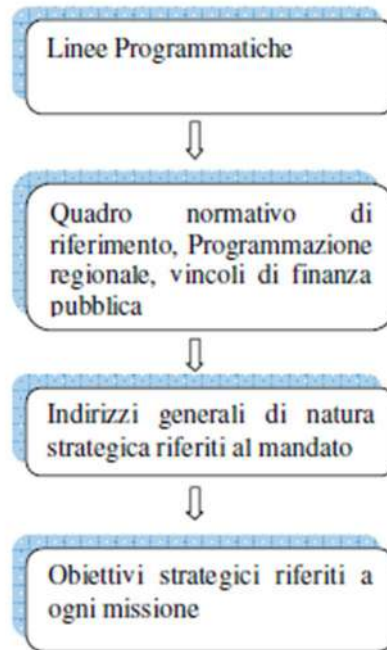 Linee Programmatiche
Quadro normativo di
riferimento, Programmazione
regionale, vincoli di finanza
pubblica
Indirizzi generali di natura
strategica riferiti al mandato
Obiettivi strategici riferiti a
ogni missione